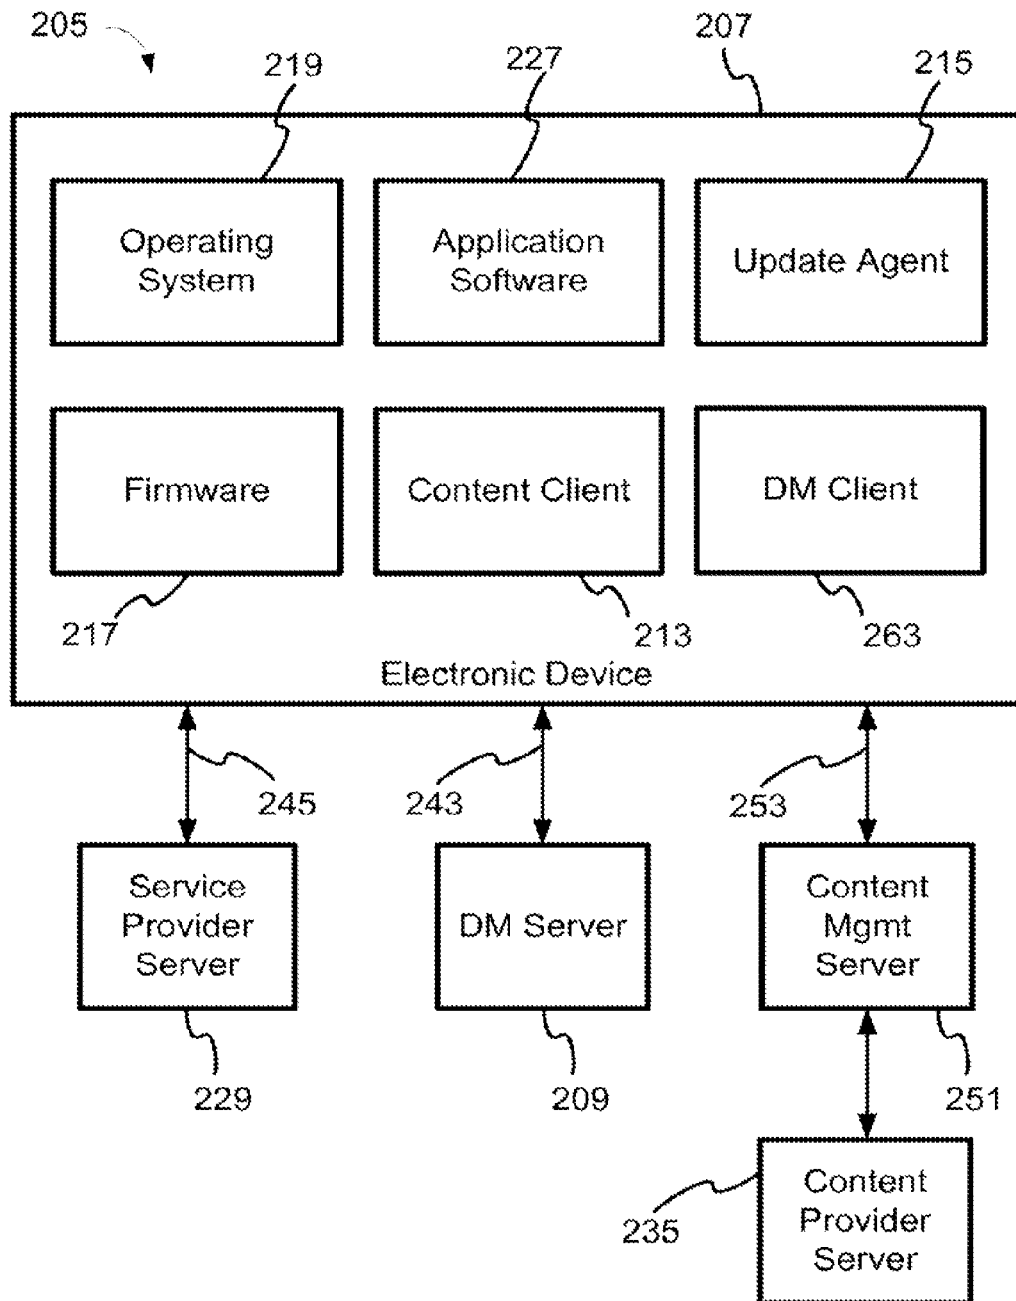 205
207
219
227
215
Operating
System
Application
Software
Update Agent
Firmware
Content Client
DM Client
217
213
263
Electronic Device
245
243
253
Service
Provider
Server
DM Server
Content
Mgmt
Server
229
209
251
235
Content
Provider
Server